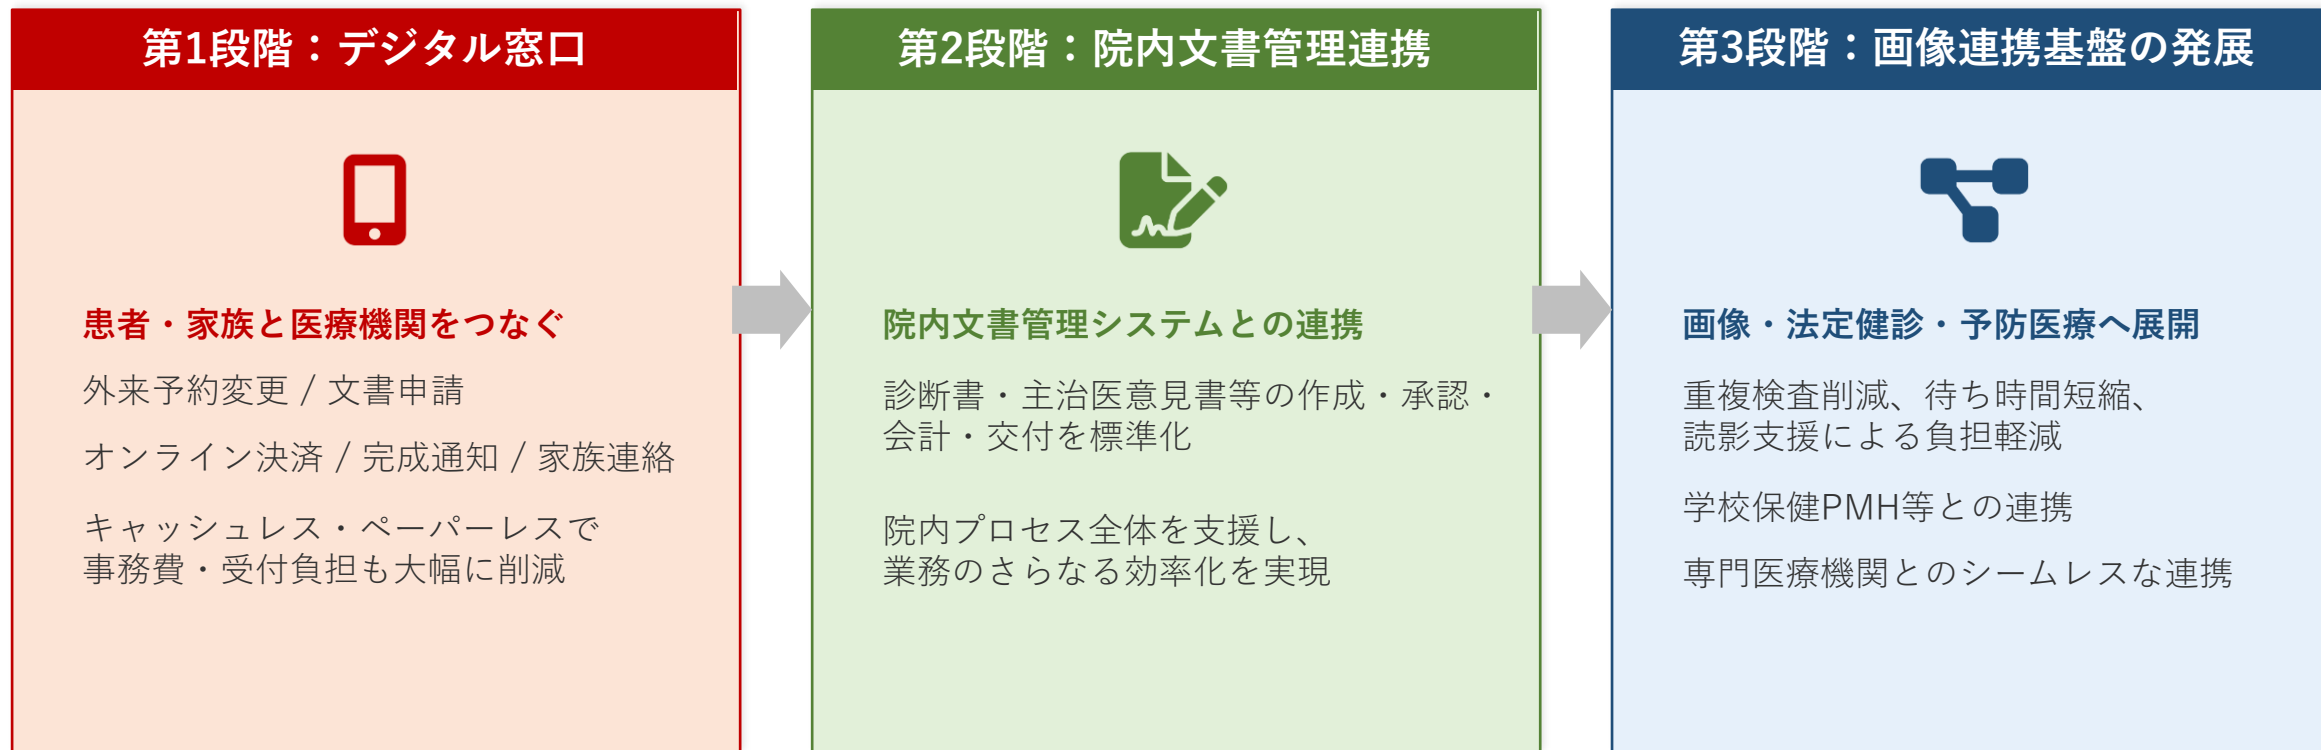 第1段階：デジタル窓口
患者・家族と医療機関をつなぐ
外来予約変更 / 文書申請
オンライン決済 / 完成通知 / 家族連絡
キャッシュレス・ペーパーレスで
事務費・受付負担も大幅に削減
第2段階：院内文書管理連携
院内文書管理システムとの連携
診断書・主治医意見書等の作成・承認・
会計・交付を標準化
院内プロセス全体を支援し、
業務のさらなる効率化を実現
第3段階：画像連携基盤の発展
画像・法定健診・予防医療へ展開
重複検査削減、待ち時間短縮、
読影支援による負担軽減
学校保健PMH等との連携
専門医療機関とのシームレスな連携